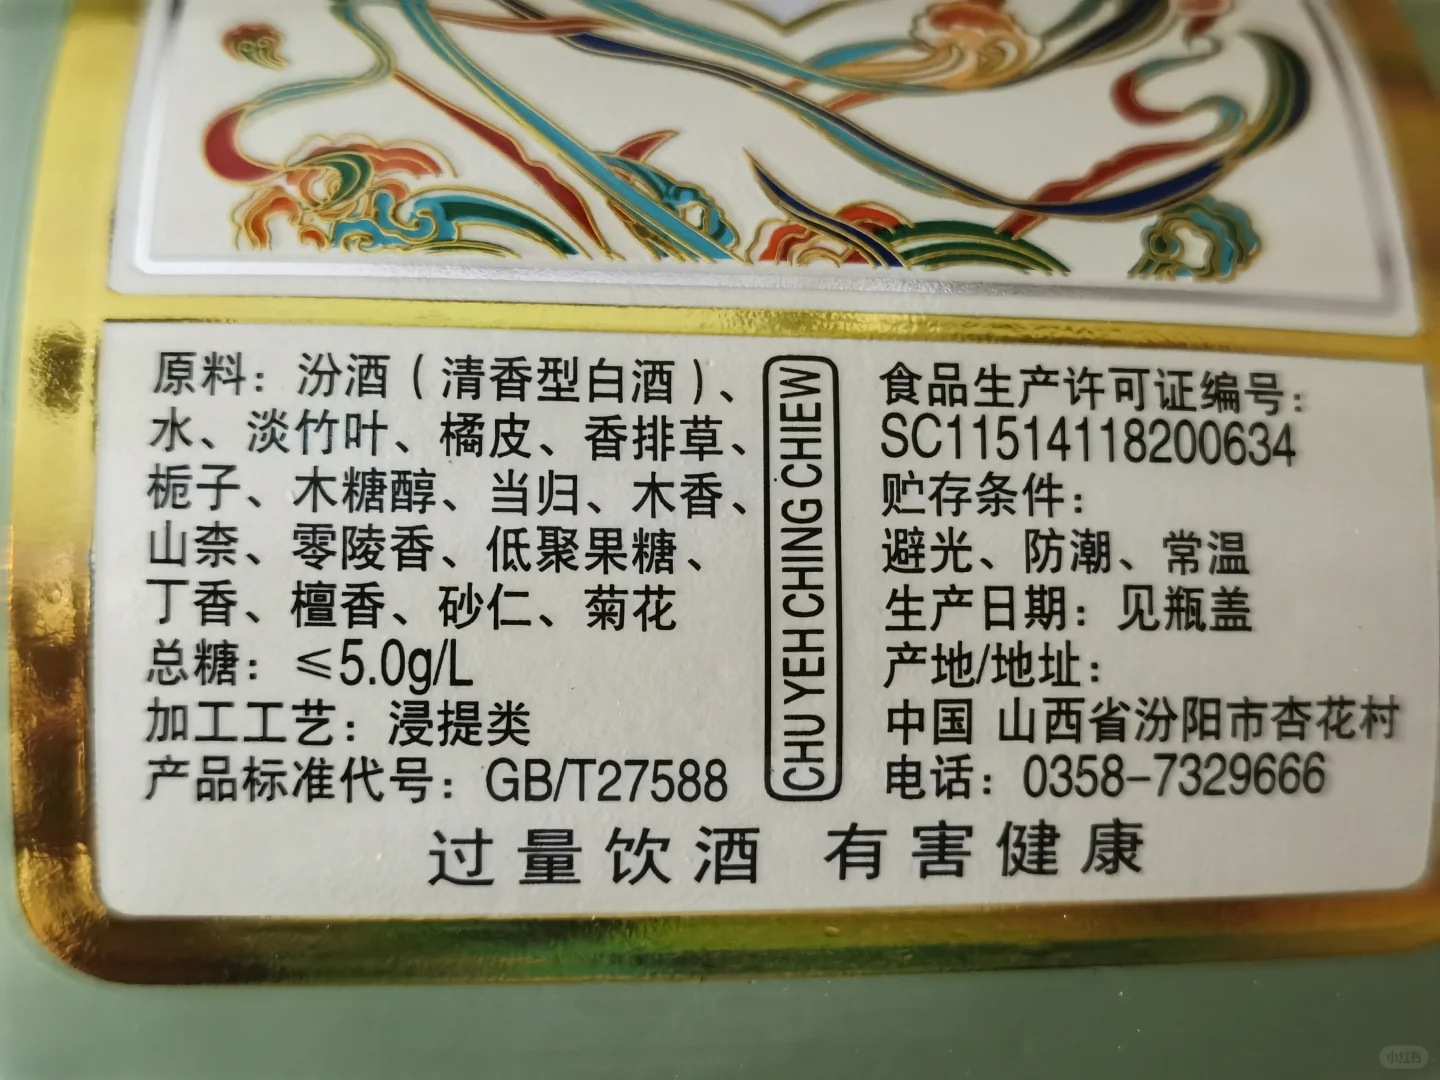 原料：汾酒（清香型白酒）、
水、淡竹叶、橘皮、香排草、
栀子、木糖醇、当归、木香、
山柰、零陵香、低聚果糖、
丁香、檀香、砂仁、菊花
总糖：≤5.0g/L
加工工艺：浸提类
产品标准代号：GB/T27588
CHU YEH CHING CHIEW
食品生产许可证编号：
SC11514118200634
贮存条件：
避光、防潮、常温
生产日期：见瓶盖
产地/地址：
中国 山西省汾阳市杏花村
电话：0358-7329666
过量饮酒 有害健康
小红书